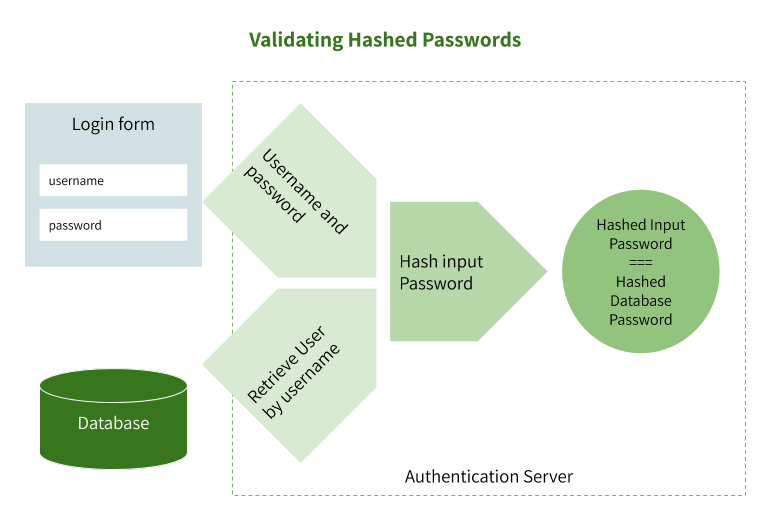 Validating Hashed Passwords
Login form
username
password
Username and
password
Hash input
Password
Hashed Input
Password
===
Hashed
Database
Password
Retrieve User
by username
Database
Authentication Server